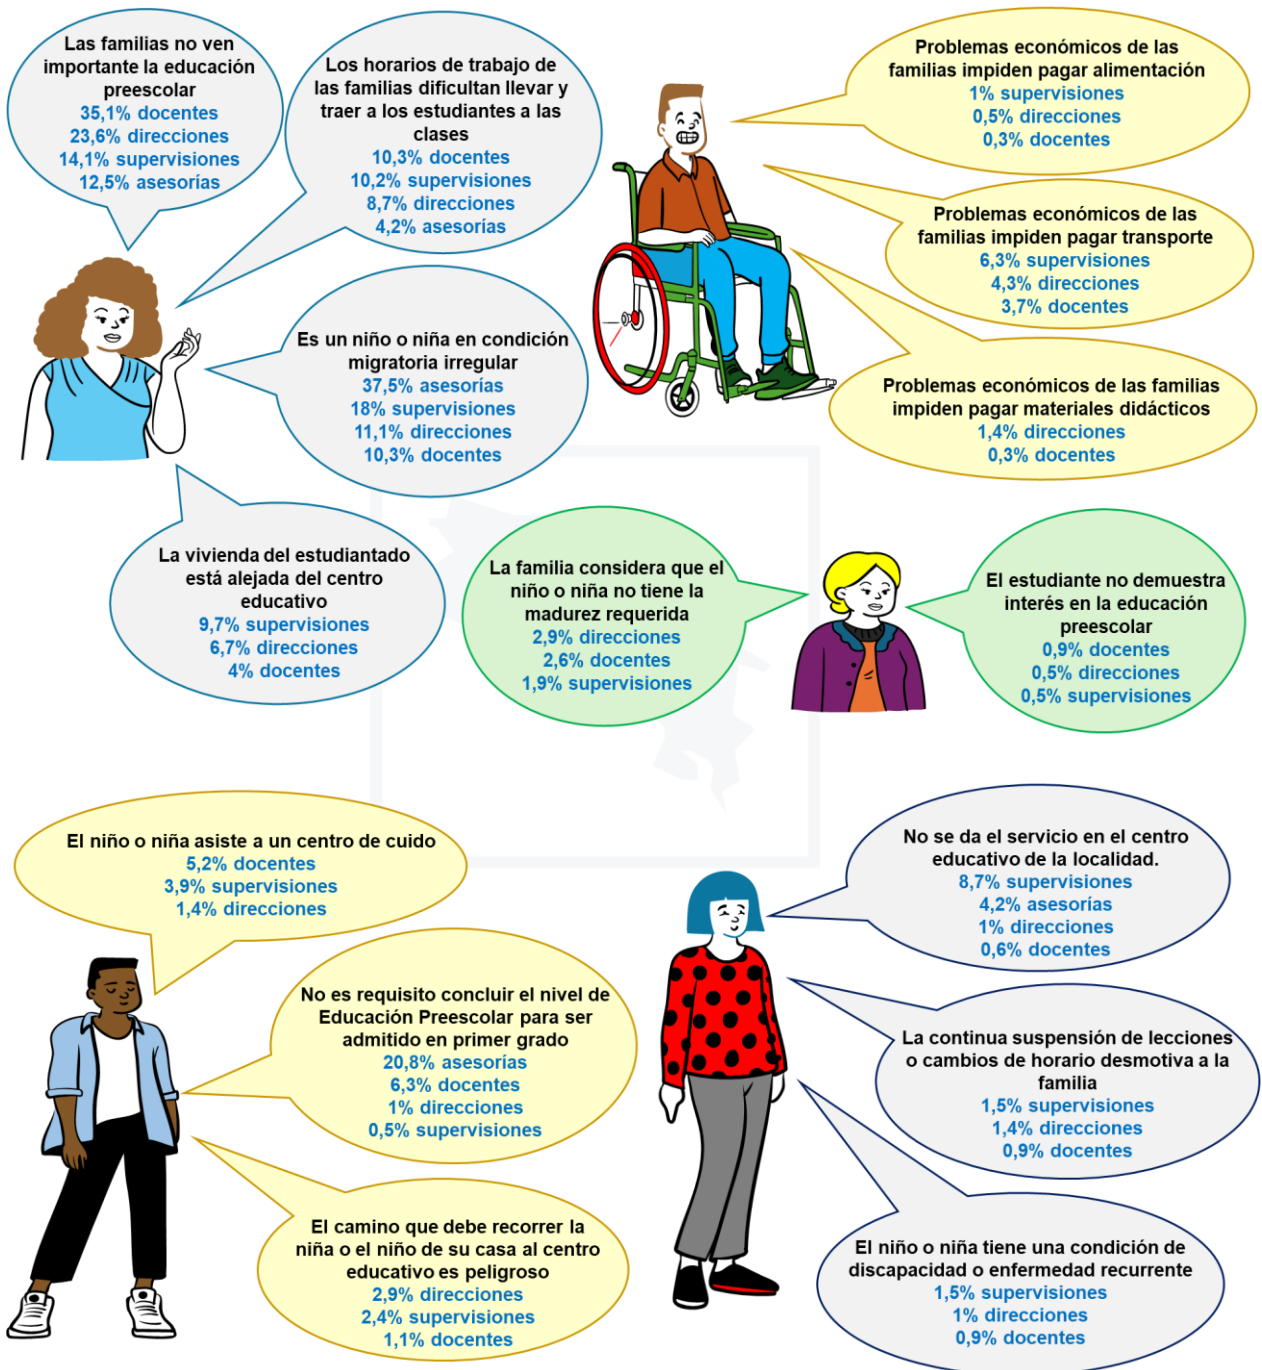 Las familias no ven
importante la educación
preescolar
35,1% docentes
23,6% direcciones
14,1% supervisiones
12,5% asesorías
Los horarios de trabajo de
las familias dificultan llevar y
traer a los estudiantes a las
clases
10,3% docentes
10,2% supervisiones
8,7% direcciones
4,2% asesorías
Es un niño o niña en condición
migratoria irregular
37,5% asesorías
18% supervisiones
11,1% direcciones
10,3% docentes
La vivienda del estudiantado
está alejada del centro
educativo
9,7% supervisiones
6,7% direcciones
4% docentes
Problemas económicos de las
familias impiden pagar alimentación
1% supervisiones
0,5% direcciones
0,3% docentes
Problemas económicos de las
familias impiden pagar transporte
6,3% supervisiones
4,3% direcciones
3,7% docentes
Problemas económicos de las familias
impiden pagar materiales didácticos
1,4% direcciones
0,3% docentes
La familia considera que el
niño o niña no tiene la
madurez requerida
2,9% direcciones
2,6% docentes
1,9% supervisiones
El estudiante no demuestra
interés en la educación
preescolar
0,9% docentes
0,5% direcciones
0,5% supervisiones
El niño o niña asiste a un centro de cuido
5,2% docentes
3,9% supervisiones
1,4% direcciones
No es requisito concluir el nivel de
Educación Preescolar para ser
admitido en primer grado
20,8% asesorías
6,3% docentes
1% direcciones
0,5% supervisiones
El camino que debe recorrer la
niña o el niño de su casa al centro
educativo es peligroso
2,9% direcciones
2,4% supervisiones
1,1% docentes
No se da el servicio en el centro
educativo de la localidad.
8,7% supervisiones
4,2% asesorías
1% direcciones
0,6% docentes
La continua suspensión de lecciones
o cambios de horario desmotiva a la
familia
1,5% supervisiones
1,4% direcciones
0,9% docentes
El niño o niña tiene una condición de
discapacidad o enfermedad recurrente
1,5% supervisiones
1% direcciones
0,9% docentes